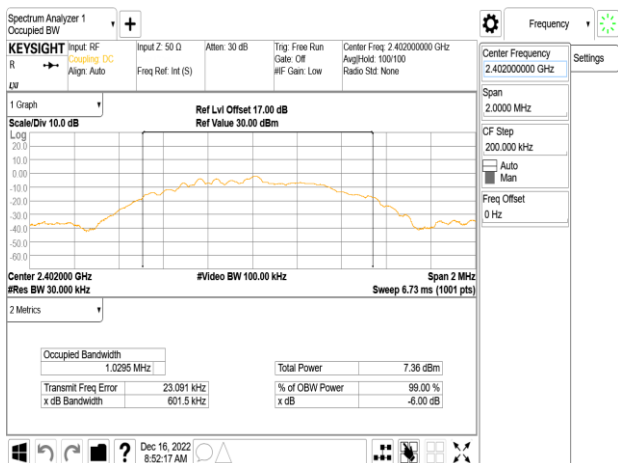 Spectrum Analyzer 1
Occupied BW
+
Frequency
KEYSIGHT
R
LXI
Input: RF
Coupling: DC
Align: Auto
Input Z: 50 Ω
Freq Ref: Int (S)
Atten: 30 dB
Trig: Free Run
Gate: Off
#IF Gain: Low
Center Freq: 2.402000000 GHz
Avg|Hold: 100/100
Radio Std: None
Center Frequency
2.402000000 GHz
Settings
Span
2.0000 MHz
CF Step
200.000 kHz
Auto
Man
Freq Offset
0 Hz
1 Graph
Scale/Div 10.0 dB
Ref Lvl Offset 17.00 dB
Ref Value 30.00 dBm
Log
20.0
10.0
0.00
-10.0
-20.0
-30.0
-40.0
-50.0
-60.0
Center 2.402000 GHz
#Res BW 30.000 kHz
#Video BW 100.00 kHz
Span 2 MHz
Sweep 6.73 ms (1001 pts)
2 Metrics
Occupied Bandwidth
1.0295 MHz
Total Power 7.36 dBm
Transmit Freq Error 23.091 kHz
% of OBW Power 99.00 %
x dB Bandwidth 601.5 kHz
x dB -6.00 dB
?
Dec 16, 2022
8:52:17 AM